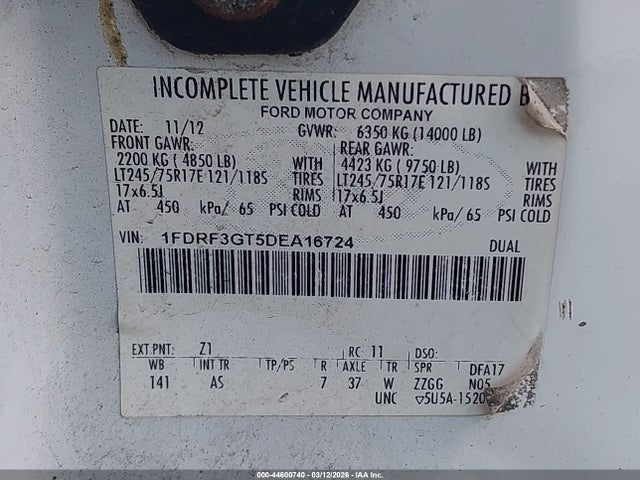 INCOMPLETE VEHICLE MANUFACTURED B
FORD MOTOR COMPANY
DATE: 11/12 GVWR: 6350 KG (14000 LB)
FRONT GAWR: REAR GAWR:
2200 KG ( 4850 LB) WITH 4423 KG ( 9750 LB) WITH
LT245/75R17E 121/118S TIRES LT245/75R17E 121/118S TIRES
17x6.5J RIMS 17x6.5J RIMS
AT 450 kPa/ 65 PSI COLD AT 450 kPa/ 65 PSI COLD
VIN: 1FDRF3GT5DEA16724 DUAL
EXT PNT: Z1 RC: 11 DSO:
WB INT TR TP/PS R AXLE TR SPR DFA17
141 AS 7 37 W ZZGG N05
UNC ▽5U5A-1520
000-44600740 - 03/12/2026 - IAA Inc.